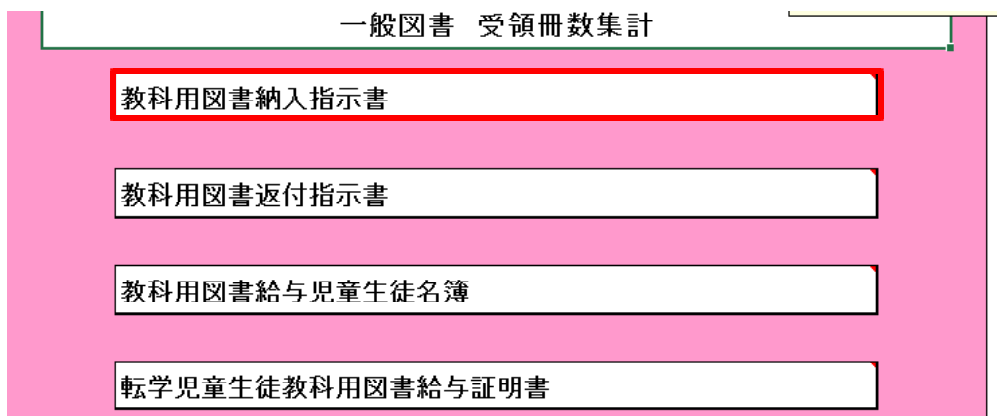 一般図書 受領冊数集計
教科用図書納入指示書
教科用図書返付指示書
教科用図書給与児童生徒名簿
転学児童生徒教科用図書給与証明書